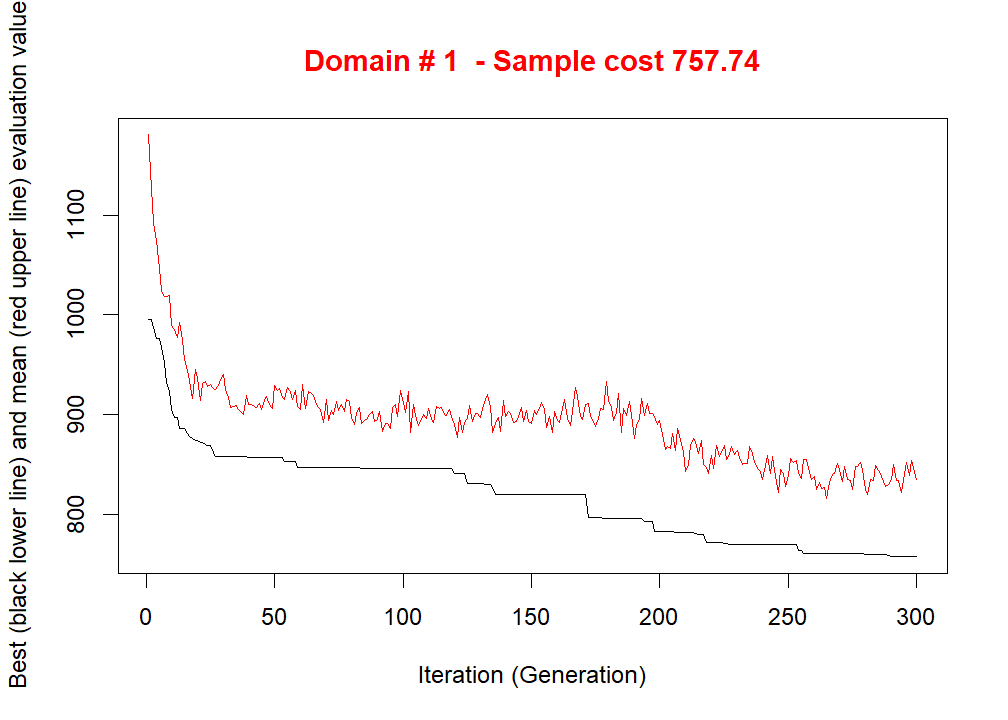 Domain # 1  - Sample cost 757.74
Best (black lower line) and mean (red upper line) evaluation value
1100
1000
900
800
0 50 100 150 200 250 300
Iteration (Generation)